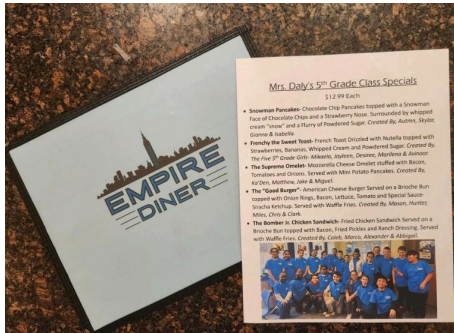 EMPIRE
DINER
Mrs. Daly's 5th Grade Class Specials
$12.99 Each
• Snowman Pancakes- Chocolate Chip Pancakes topped with a Snowman
Face of Chocolate Chips and a Strawberry Nose. Surrounded by whipped
cream "snow" and a Flurry of Powdered Sugar. Created By, Autmn, Skylar,
Gianna & Isabella.
• Frenchy the Sweet Toast- French Toast Drizzled with Nutella topped with
Strawberries, Bananas, Whipped Cream and Powdered Sugar. Created By,
The Five 5th Grade Girls- Mikaela, Jayleen, Desiree, Marilena & Avinoor.
• The Supreme Omelet- Mozzarella Cheese Omelet stuffed with Bacon,
Tomatoes and Onions. Served with Mini Potato Pancakes. Created By,
Ka'Den, Matthew, Jake & Miguel.
• The "Good Burger"- American Cheese Burger Served on a Brioche Bun
topped with Onion Rings, Bacon, Lettuce, Tomato and Special Sauce-
Siracha Ketchup. Served with Waffle Fries. Created By, Mason, Hunter,
Miles, Chris & Clark.
• The Bomber Jr. Chicken Sandwich- Fried Chicken Sandwich Served on a
Brioche Bun topped with Bacon, Fried Pickles and Ranch Dressing. Served
with Waffle Fries. Created By, Caleb, Marco, Alexander & Abbigail.